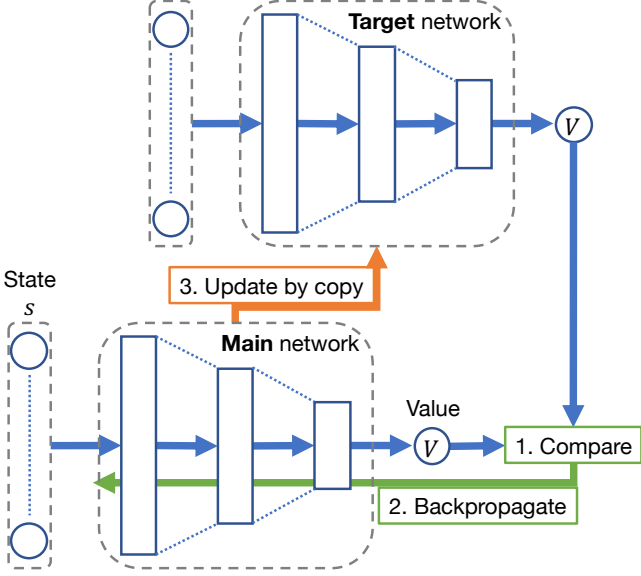 Target network
V
3. Update by copy
State
s
Main network
Value
V
1. Compare
2. Backpropagate